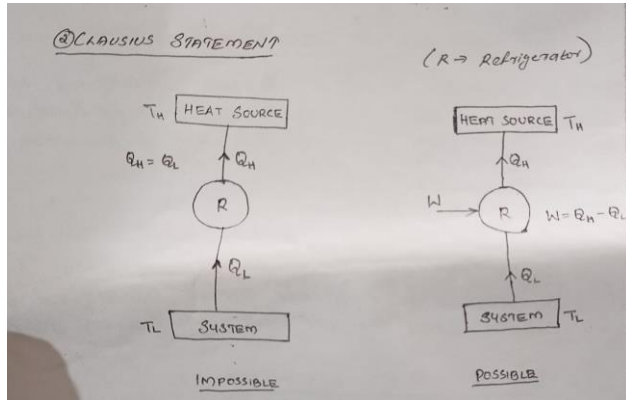 ② CLAUSIUS STATEMENT
(R → Refrigerator)
TH HEAT SOURCE
QH = QL
QH
R
QL
TL SYSTEM
IMPOSSIBLE
HEAT SOURCE TH
QH
W
R
W = QH - QL
QL
SYSTEM TL
POSSIBLE